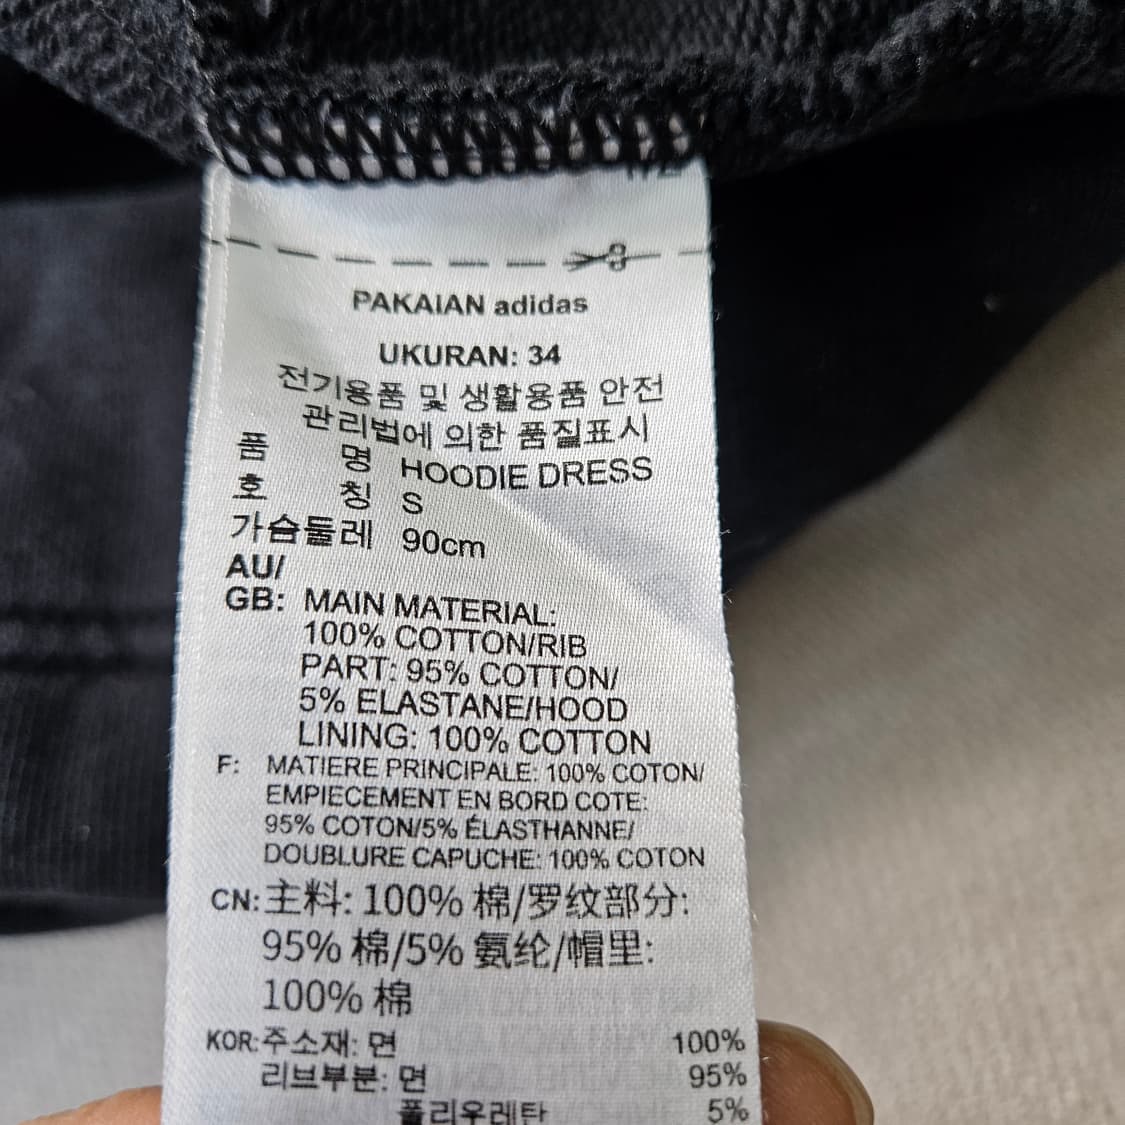 PAKAIAN adidas
UKURAN: 34
전기용품 및 생활용품 안전
관리법에 의한 품질표시
품 명 HOODIE DRESS
호 칭 S
가슴둘레 90cm
AU/
GB: MAIN MATERIAL:
100% COTTON/RIB
PART: 95% COTTON/
5% ELASTANE/HOOD
LINING: 100% COTTON
F: MATIERE PRINCIPALE: 100% COTON/
EMPIECEMENT EN BORD COTE:
95% COTON/5% ÉLASTHANNE/
DOUBLURE CAPUCHE: 100% COTON
CN: 主料: 100% 棉/罗纹部分:
95% 棉/5% 氨纶/帽里:
100% 棉
KOR: 주소재: 면 100%
리브부분: 면 95%
폴리우레탄 5%